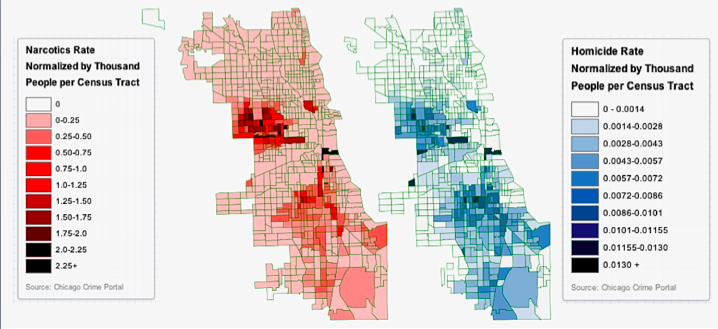 Narcotics Rate
Normalized by Thousand
People per Census Tract
0
0-0.25
0.25-0.50
0.50-0.75
0.75-1.0
1.0-1.25
1.25-1.50
1.50-1.75
1.75-2.0
2.0-2.25
2.25+
Source: Chicago Crime Portal
Homicide Rate
Normalized by Thousand
People per Census Tract
0 - 0.0014
0.0014-0.0028
0.0028-0.0043
0.0043-0.0057
0.0057-0.0072
0.0072-0.0086
0.0086-0.0101
0.0101-0.01155
0.01155-0.0130
0.0130 +
Source: Chicago Crime Portal